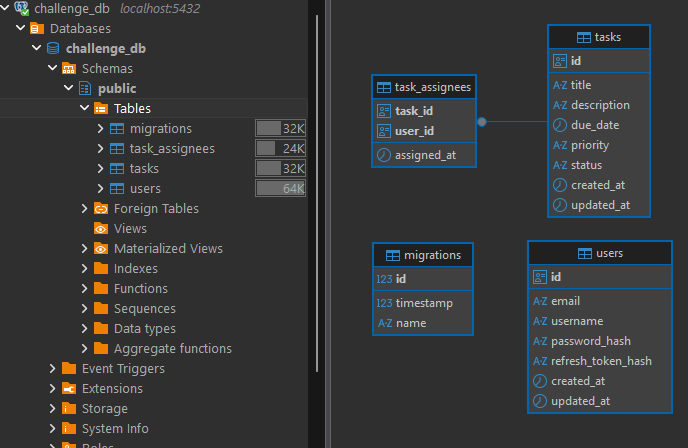 challenge_db localhost:5432
Databases
challenge_db
Schemas
public
Tables
migrations 32K
task_assignees 24K
tasks 32K
users 64K
Foreign Tables
Views
Materialized Views
Indexes
Functions
Sequences
Data types
Aggregate functions
Event Triggers
Extensions
Storage
System Info
Roles
task_assignees
task_id
user_id
assigned_at
tasks
id
A-Z title
A-Z description
due_date
A-Z priority
A-Z status
created_at
updated_at
migrations
123 id
123 timestamp
A-Z name
users
id
A-Z email
A-Z username
A-Z password_hash
A-Z refresh_token_hash
created_at
updated_at